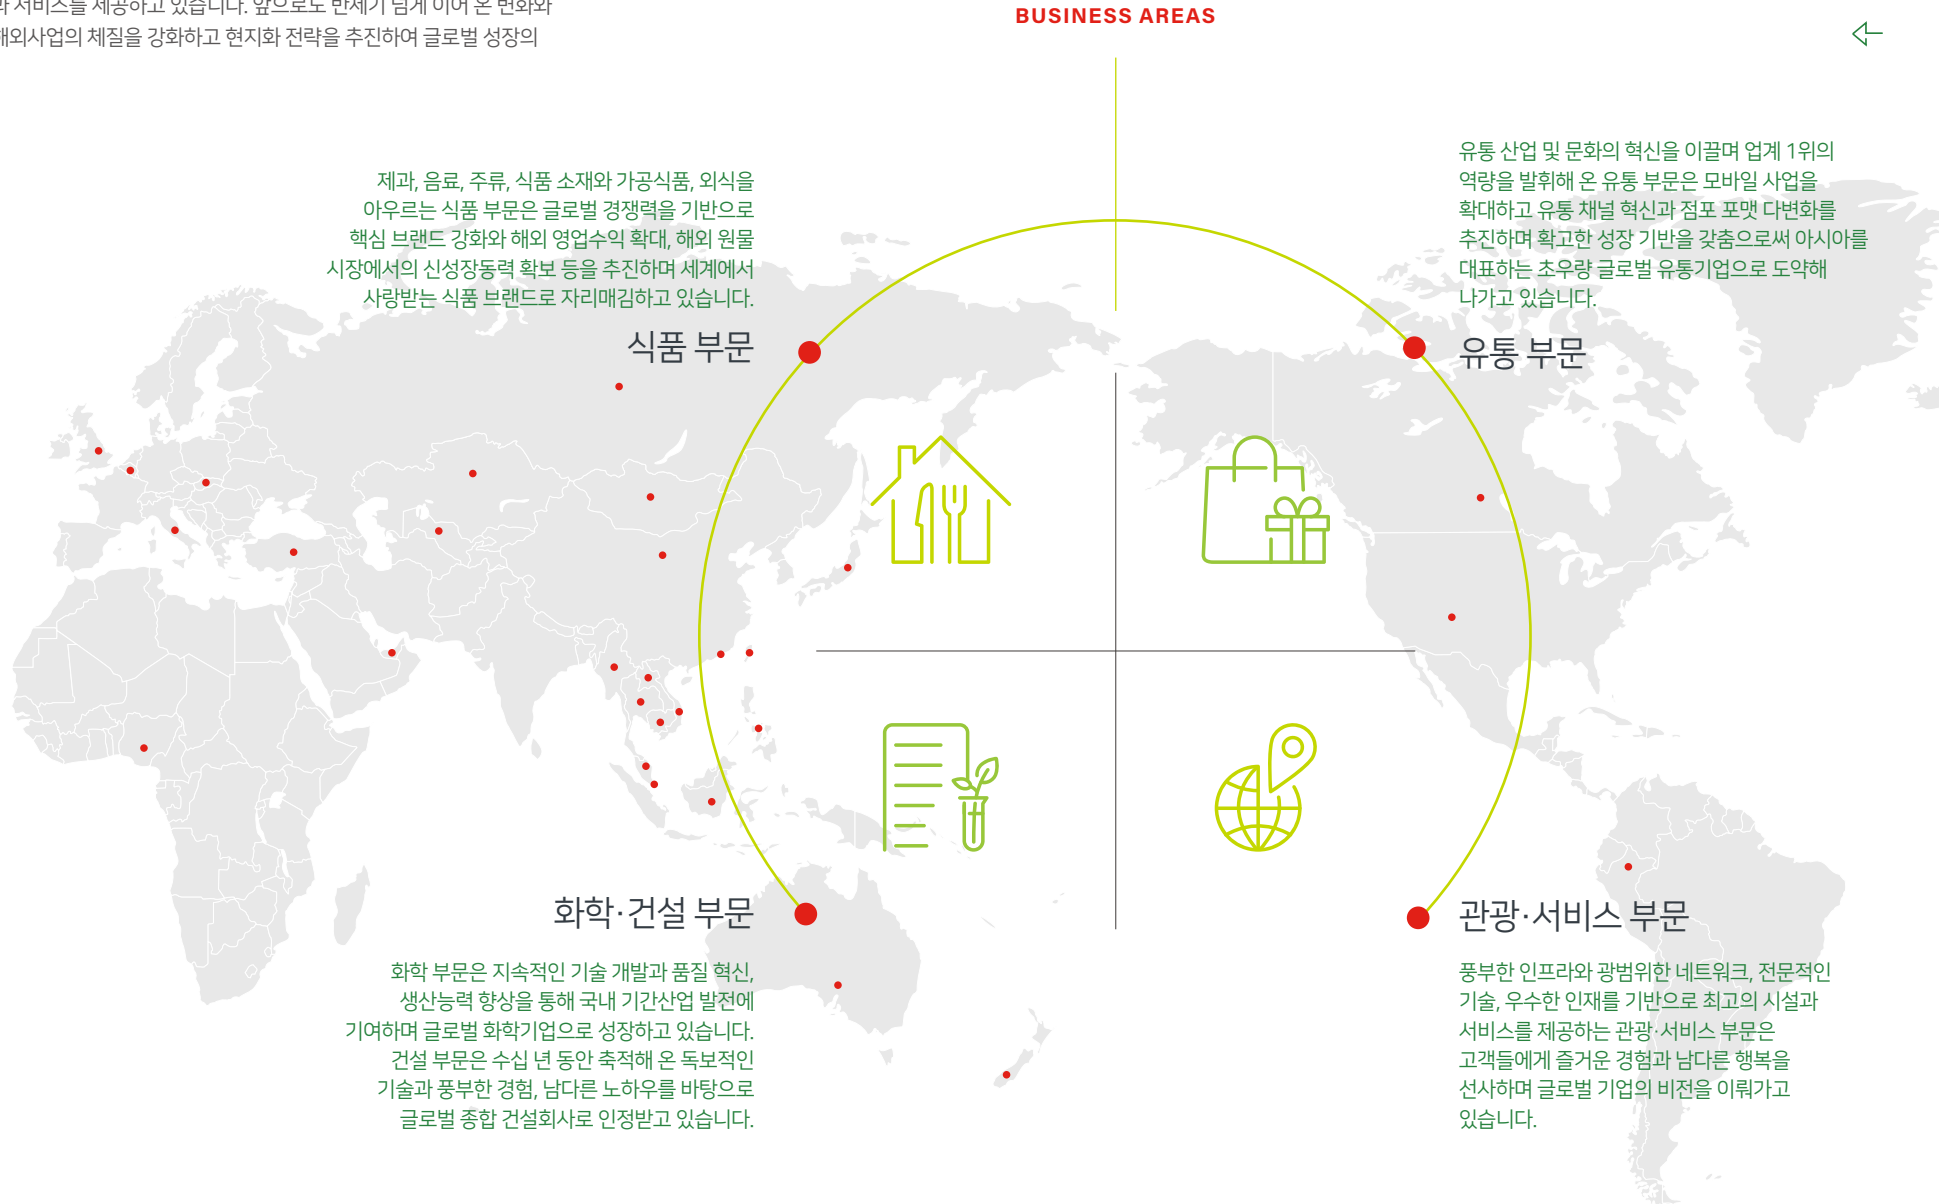 서비스를 제공하고 있습니다. 앞으로도 반세기 넘게 이어 온 변화와
해외사업의 체질을 강화하고 현지화 전략을 추진하여 글로벌 성장의
BUSINESS AREAS
제과, 음료, 주류, 식품 소재와 가공식품, 외식을
아우르는 식품 부문은 글로벌 경쟁력을 기반으로
핵심 브랜드 강화와 해외 영업수익 확대, 해외 원물
시장에서의 신성장동력 확보 등을 추진하며 세계에서
사랑받는 식품 브랜드로 자리매김하고 있습니다.
식품 부문
유통 산업 및 문화의 혁신을 이끌며 업계 1위의
역량을 발휘해 온 유통 부문은 모바일 사업을
확대하고 유통 채널 혁신과 점포 포맷 다변화를
추진하며 확고한 성장 기반을 갖춤으로써 아시아를
대표하는 초우량 글로벌 유통기업으로 도약해
나가고 있습니다.
유통 부문
화학·건설 부문
화학 부문은 지속적인 기술 개발과 품질 혁신,
생산능력 향상을 통해 국내 기간산업 발전에
기여하며 글로벌 화학기업으로 성장하고 있습니다.
건설 부문은 수십 년 동안 축적해 온 독보적인
기술과 풍부한 경험, 남다른 노하우를 바탕으로
글로벌 종합 건설회사로 인정받고 있습니다.
관광·서비스 부문
풍부한 인프라와 광범위한 네트워크, 전문적인
기술, 우수한 인재를 기반으로 최고의 시설과
서비스를 제공하는 관광·서비스 부문은
고객들에게 즐거운 경험과 남다른 행복을
선사하며 글로벌 기업의 비전을 이뤄가고
있습니다.